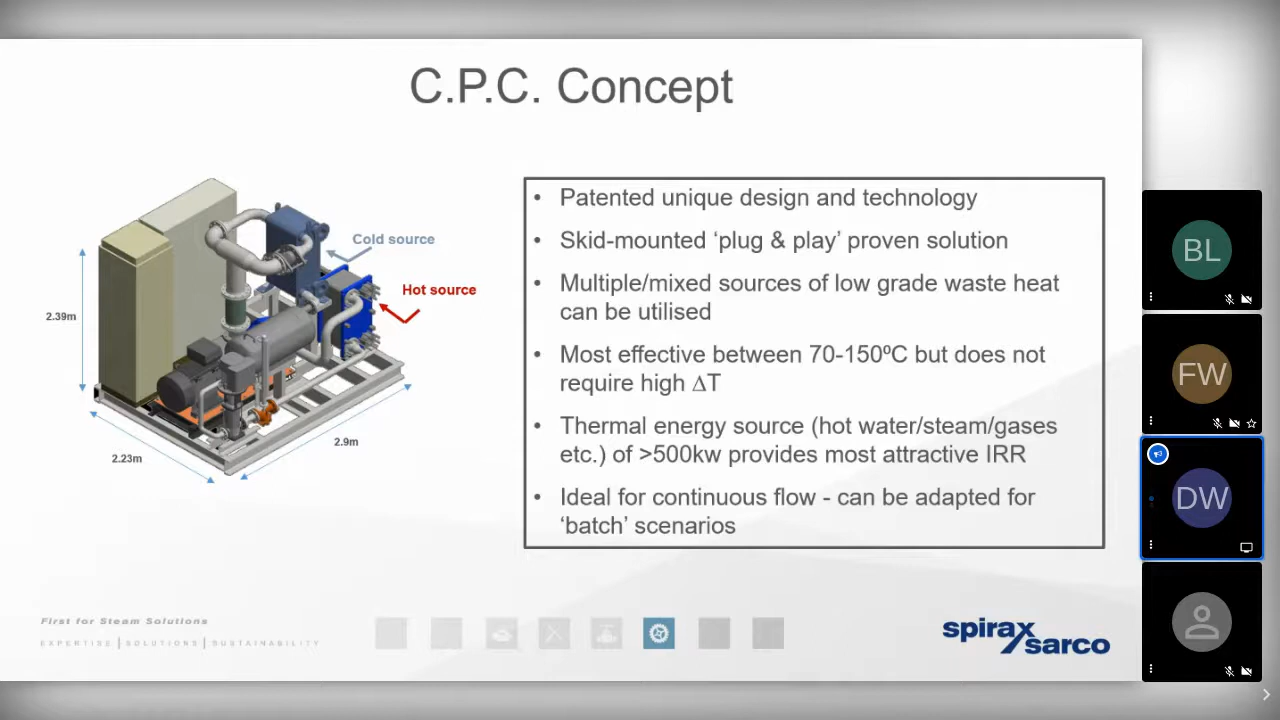 C.P.C. Concept
Cold source
Hot source
2.39m
2.9m
2.23m
• Patented unique design and technology
• Skid-mounted ‘plug & play’ proven solution
• Multiple/mixed sources of low grade waste heat
can be utilised
• Most effective between 70-150ºC but does not
require high ∆T
• Thermal energy source (hot water/steam/gases
etc.) of >500kw provides most attractive IRR
• Ideal for continuous flow - can be adapted for
‘batch’ scenarios
First for Steam Solutions
EXPERTISE | SOLUTIONS | SUSTAINABILITY
spirax
sarco
BL
FW
DW